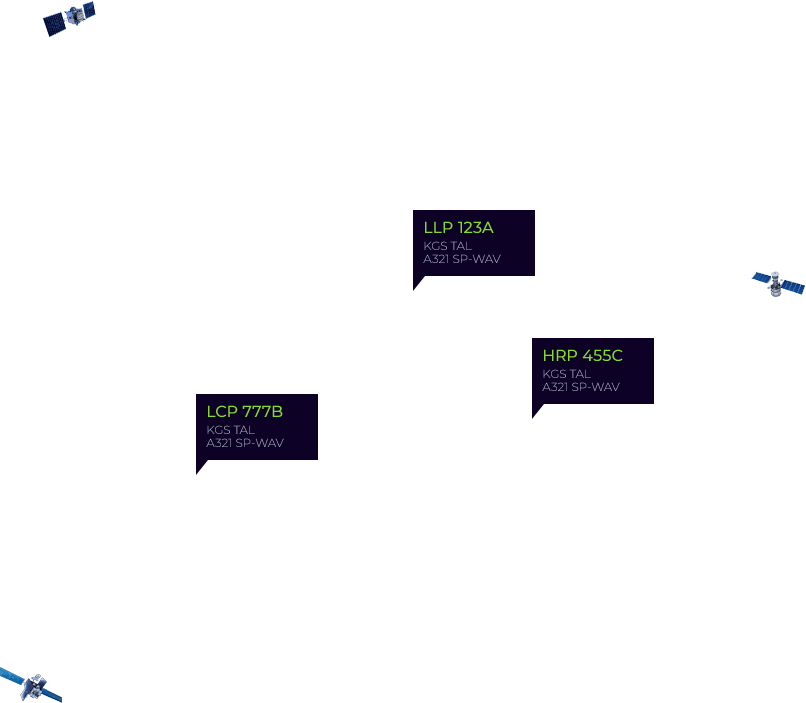 LLP 123A
KGS TAL
A321 SP-WAV
HRP 455C
KGS TAL
A321 SP-WAV
LCP 777B
KGS TAL
A321 SP-WAV